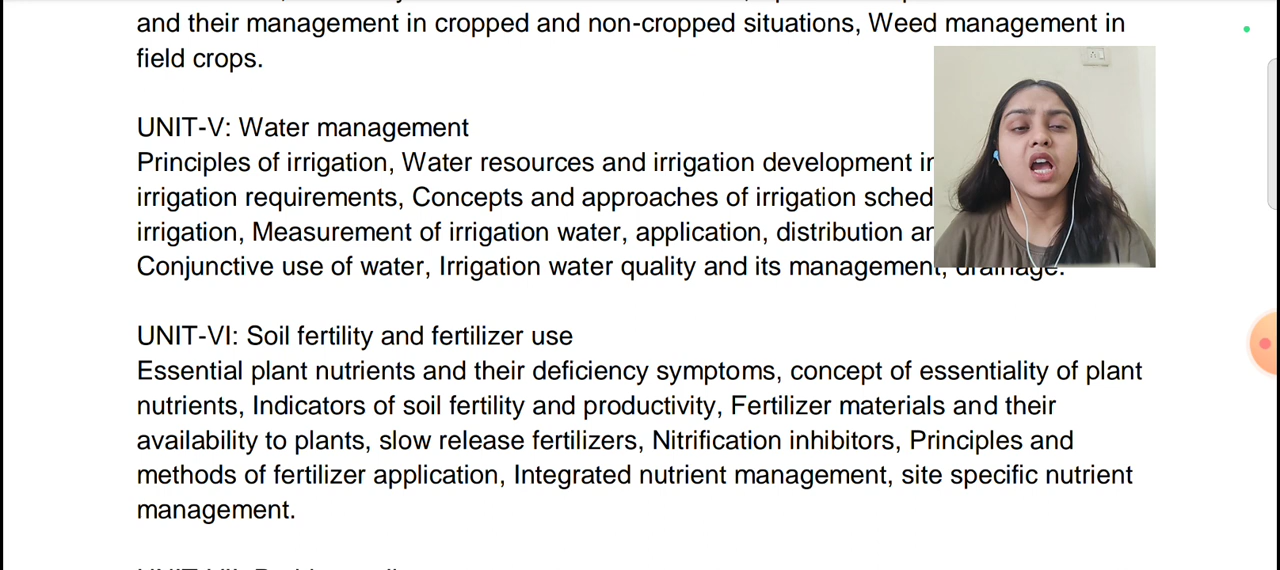 and their management in cropped and non-cropped situations, Weed management in
field crops.
UNIT-V: Water management
Principles of irrigation, Water resources and irrigation development
irrigation requirements, Concepts and approaches of irrigation
irrigation, Measurement of irrigation water, application, distribution
Conjunctive use of water, Irrigation water quality and its management, drainage.
UNIT-VI: Soil fertility and fertilizer use
Essential plant nutrients and their deficiency symptoms, concept of essentiality of plant
nutrients, Indicators of soil fertility and productivity, Fertilizer materials and their
availability to plants, slow release fertilizers, Nitrification inhibitors, Principles and
methods of fertilizer application, Integrated nutrient management, site specific nutrient
management.